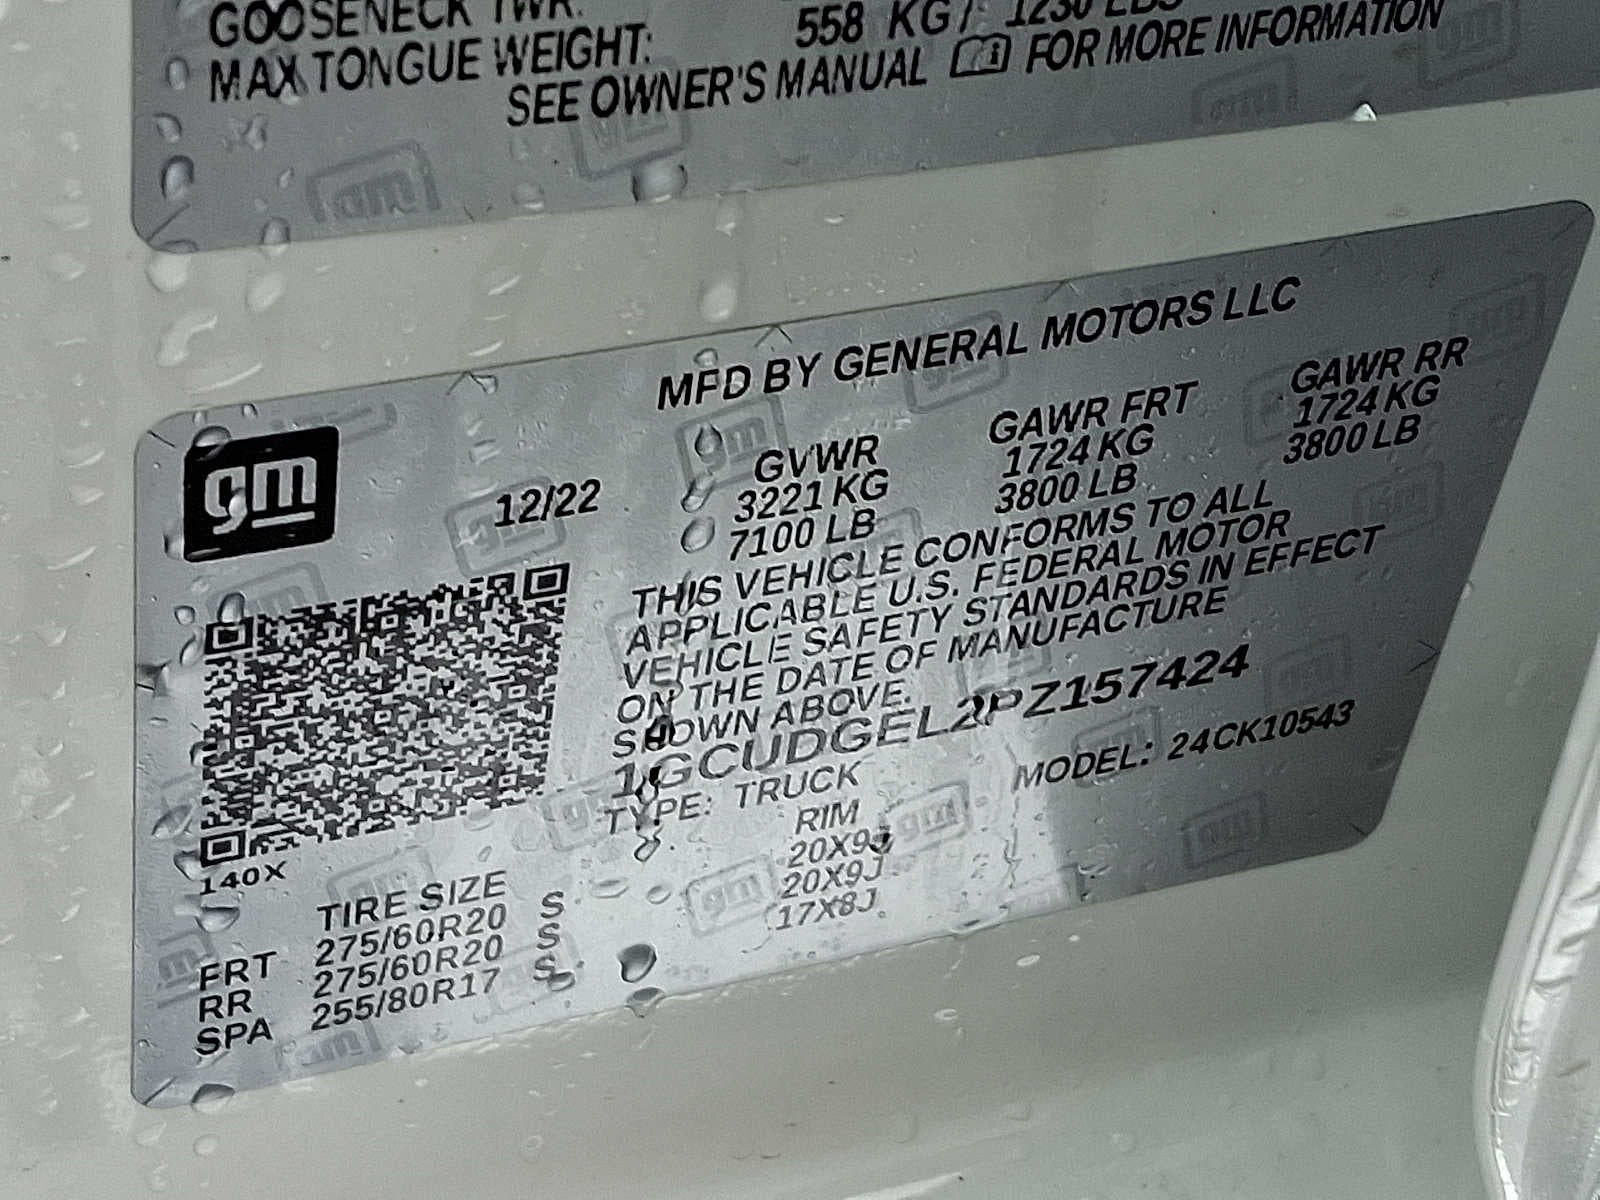 GOOSENECK TWR:
MAX TONGUE WEIGHT: 558 KG / 1230 LBS
SEE OWNER'S MANUAL FOR MORE INFORMATION
MFD BY GENERAL MOTORS LLC
gm
12/22
GVWR GAWR FRT GAWR RR
3221 KG 1724 KG 1724 KG
7100 LB 3800 LB 3800 LB
THIS VEHICLE CONFORMS TO ALL
APPLICABLE U.S. FEDERAL MOTOR
VEHICLE SAFETY STANDARDS IN EFFECT
ON THE DATE OF MANUFACTURE
SHOWN ABOVE.
1GCUDGEL2PZ157424
TYPE: TRUCK MODEL: 24CK10543
140X
TIRE SIZE RIM
FRT 275/60R20 S 20X9J
RR 275/60R20 S 20X9J
SPA 255/80R17 S 17X8J